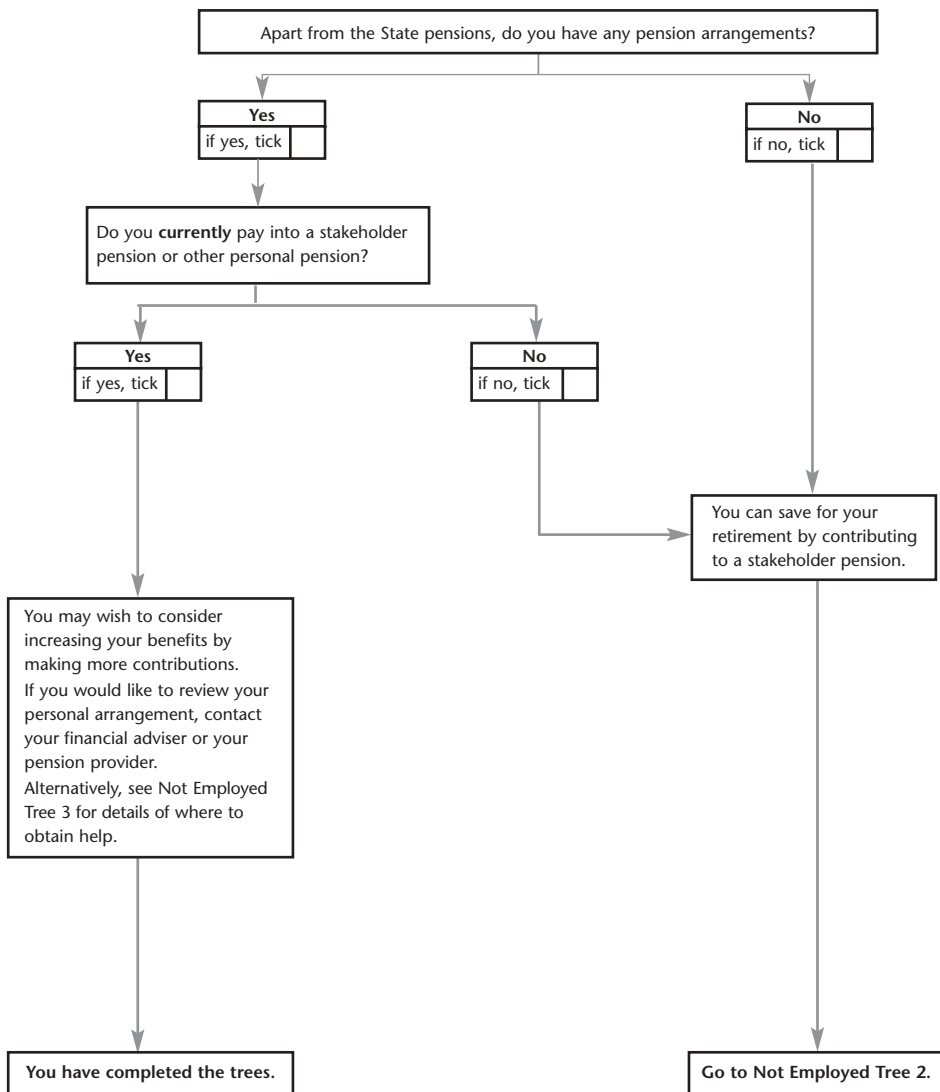 Apart from the State pensions, do you have any pension arrangements?
Yes
if yes, tick
No
if no, tick
Do you currently pay into a stakeholder
pension or other personal pension?
Yes
if yes, tick
No
if no, tick
You can save for your
retirement by contributing
to a stakeholder pension.
You may wish to consider
increasing your benefits by
making more contributions.
If you would like to review your
personal arrangement, contact
your financial adviser or your
pension provider.
Alternatively, see Not Employed
Tree 3 for details of where to
obtain help.
You have completed the trees.
Go to Not Employed Tree 2.